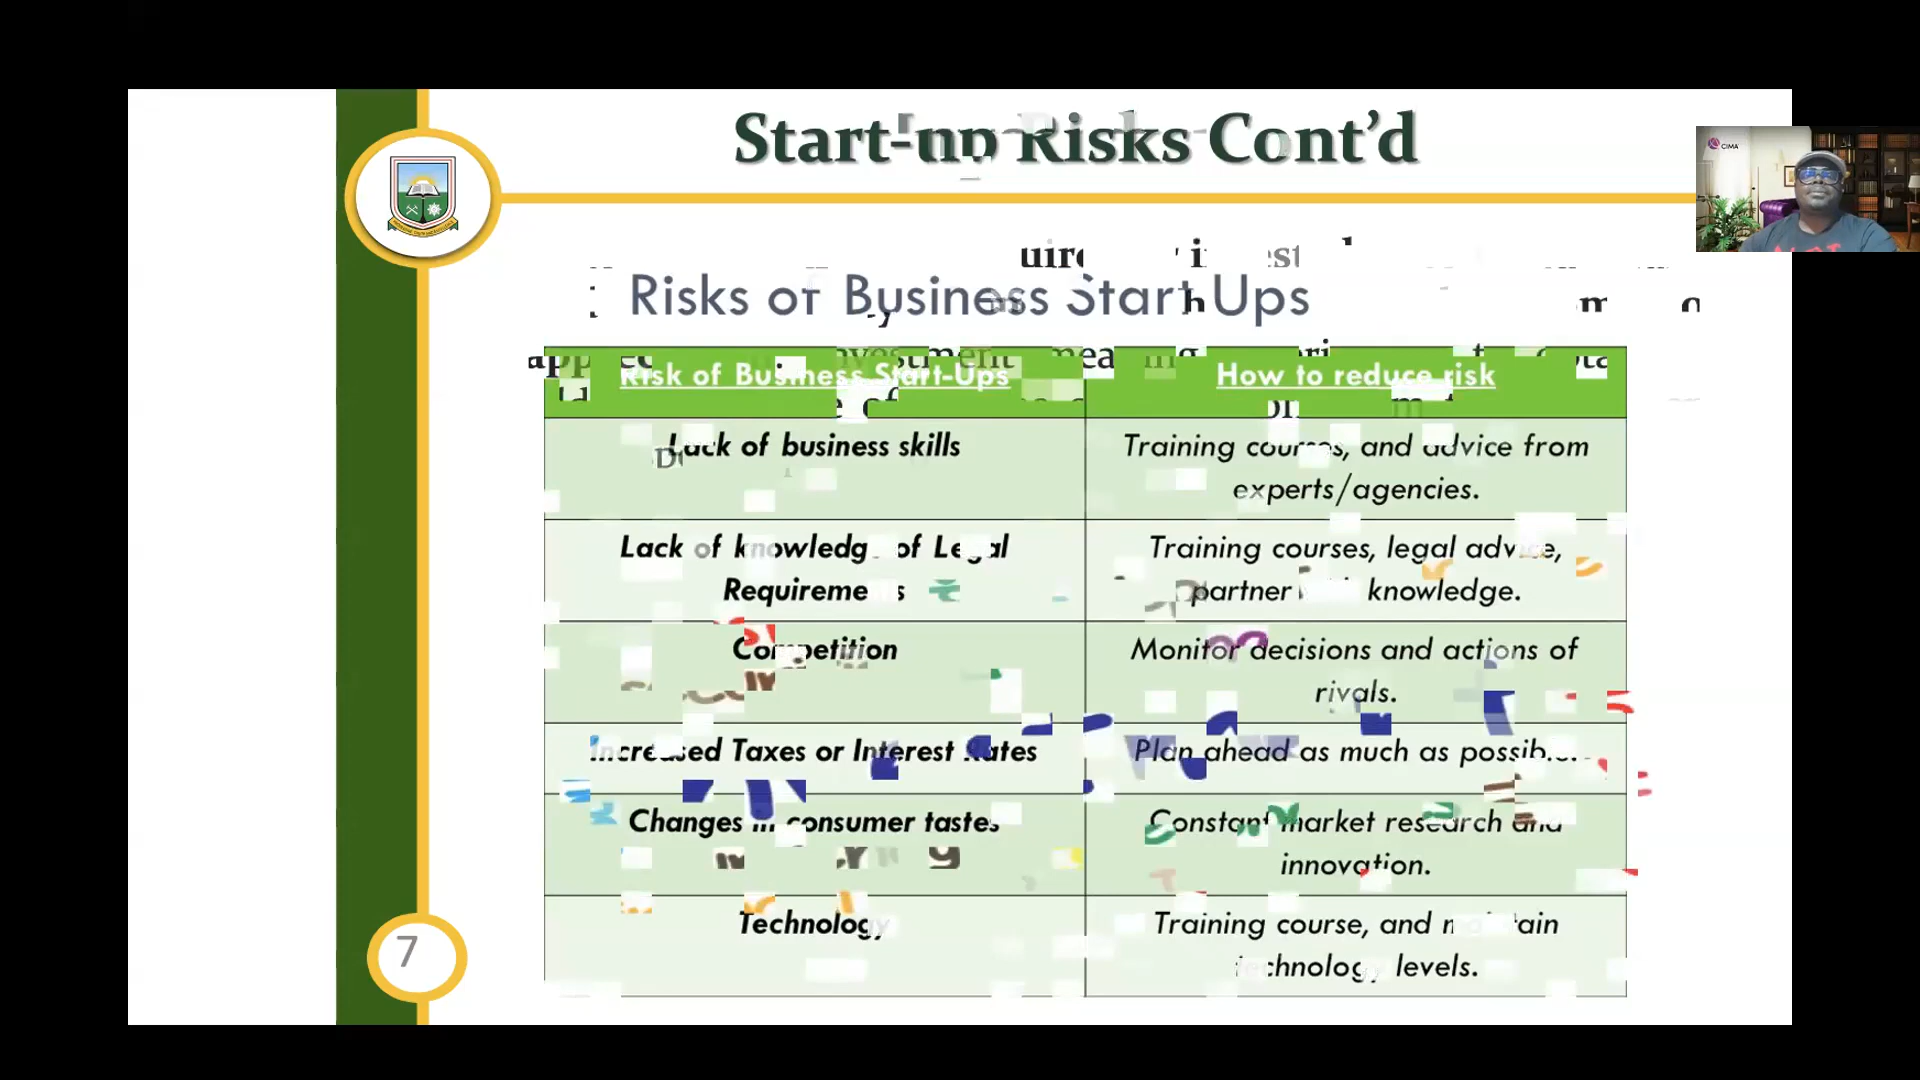 Start-up Risks Cont'd
CIMA
Risks of Business Start Ups
Risk of Business Start-Ups
How to reduce risk
Lack of business skills
Training courses, and advice from
experts/agencies.
Lack of knowledge of Legal
Requirements
Training courses, legal advice,
partner knowledge.
Competition
Monitor decisions and actions of
rivals.
Increased Taxes or Interest Rates
Plan ahead as much as possible.
Changes in consumer tastes
Constant market research and
innovation.
Technology
Training course, and maintain
technology levels.
7